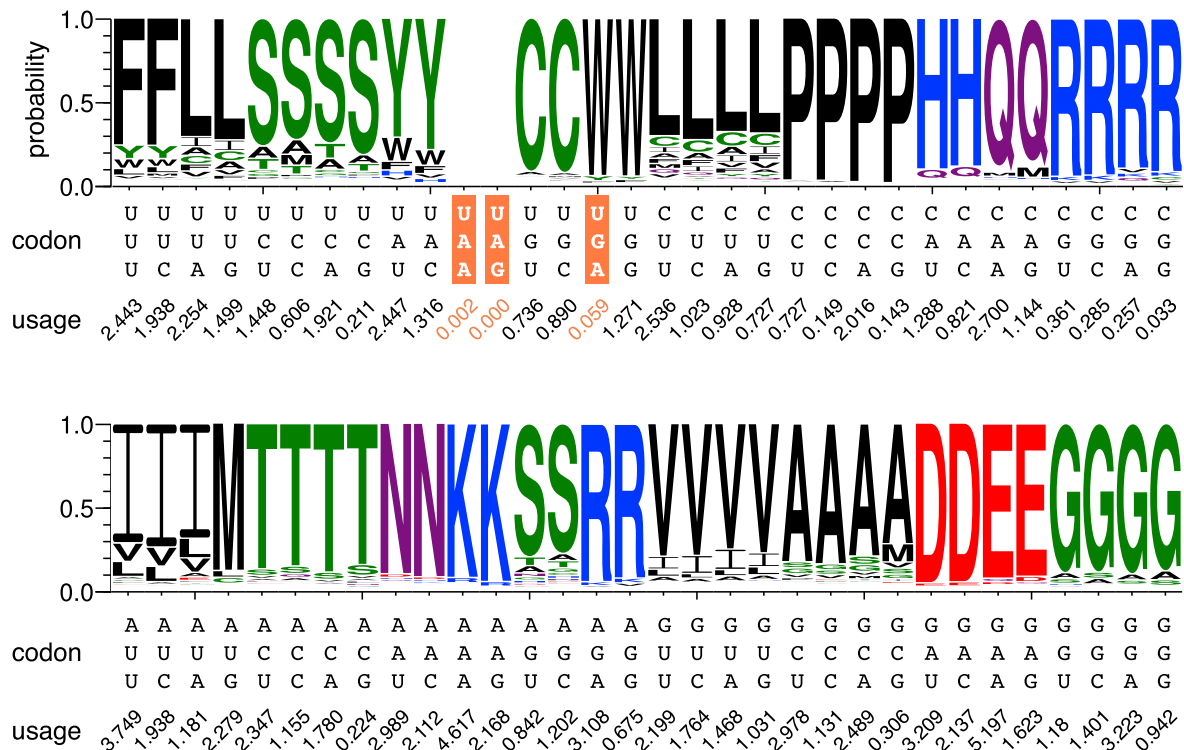 probability
1.0
0.5
0.0
F F L L S S S S Y Y C C W W L L L L P P P P H H Q Q R R R R
U U U U U U U U U U U U U U U U C C C C C C C C C C C C C C C C
codon U U U U C C C C A A A A G G G G U U U U C C C C A A A A G G G G
U C A G U C A G U C A G U C A G U C A G U C A G U C A G U C A G
usage 2.443 1.938 2.254 1.499 1.448 0.606 1.921 0.211 2.447 1.316 0.002 0.000 0.736 0.890 0.059 1.271 2.536 1.023 0.928 0.727 0.727 0.149 2.016 0.143 1.288 0.821 2.700 1.144 0.361 0.285 0.257 0.033
1.0
0.5
0.0
I I I M T T T T N N K K S S R R V V V V A A A A D D E E G G G G
A A A A A A A A A A A A A A A A G G G G G G G G G G G G G G G G
codon U U U U C C C C A A A A G G G G U U U U C C C C A A A A G G G G
U C A G U C A G U C A G U C A G U C A G U C A G U C A G U C A G
usage 3.749 1.938 1.181 2.279 2.347 1.155 1.780 0.224 2.989 2.112 4.617 2.168 0.842 1.202 3.108 0.675 2.199 1.764 1.468 1.031 2.978 1.131 2.489 0.306 3.209 2.137 5.197 1.623 1.401 3.223 0.942